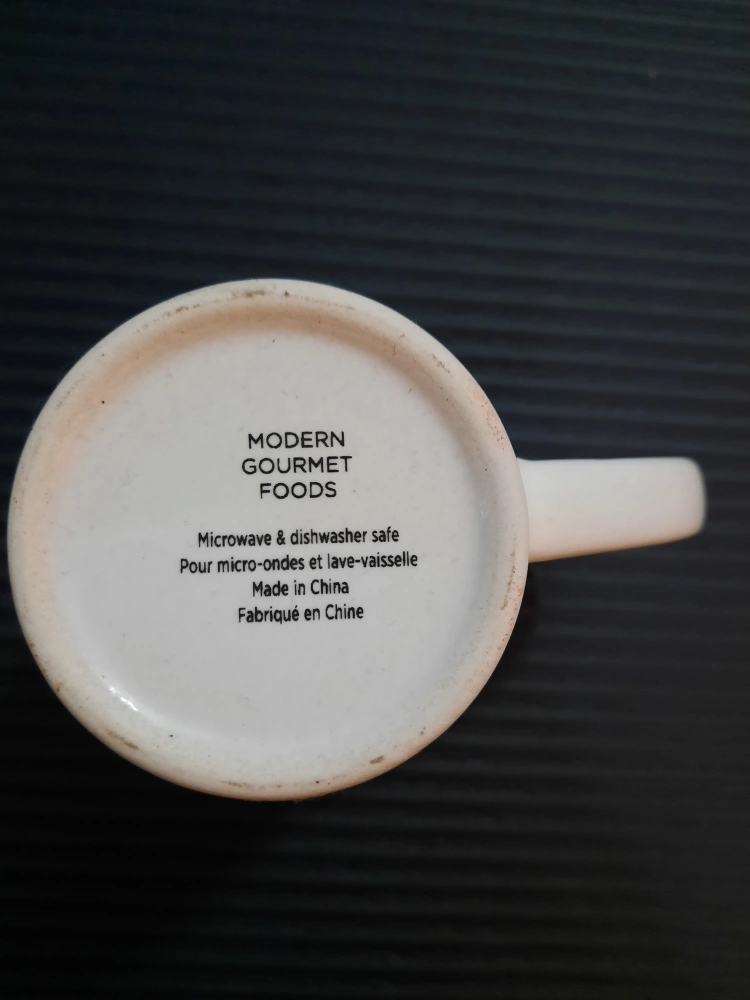 MODERN
GOURMET
FOODS
Microwave & dishwasher safe
Pour micro-ondes et lave-vaisselle
Made in China
Fabriqué en Chine